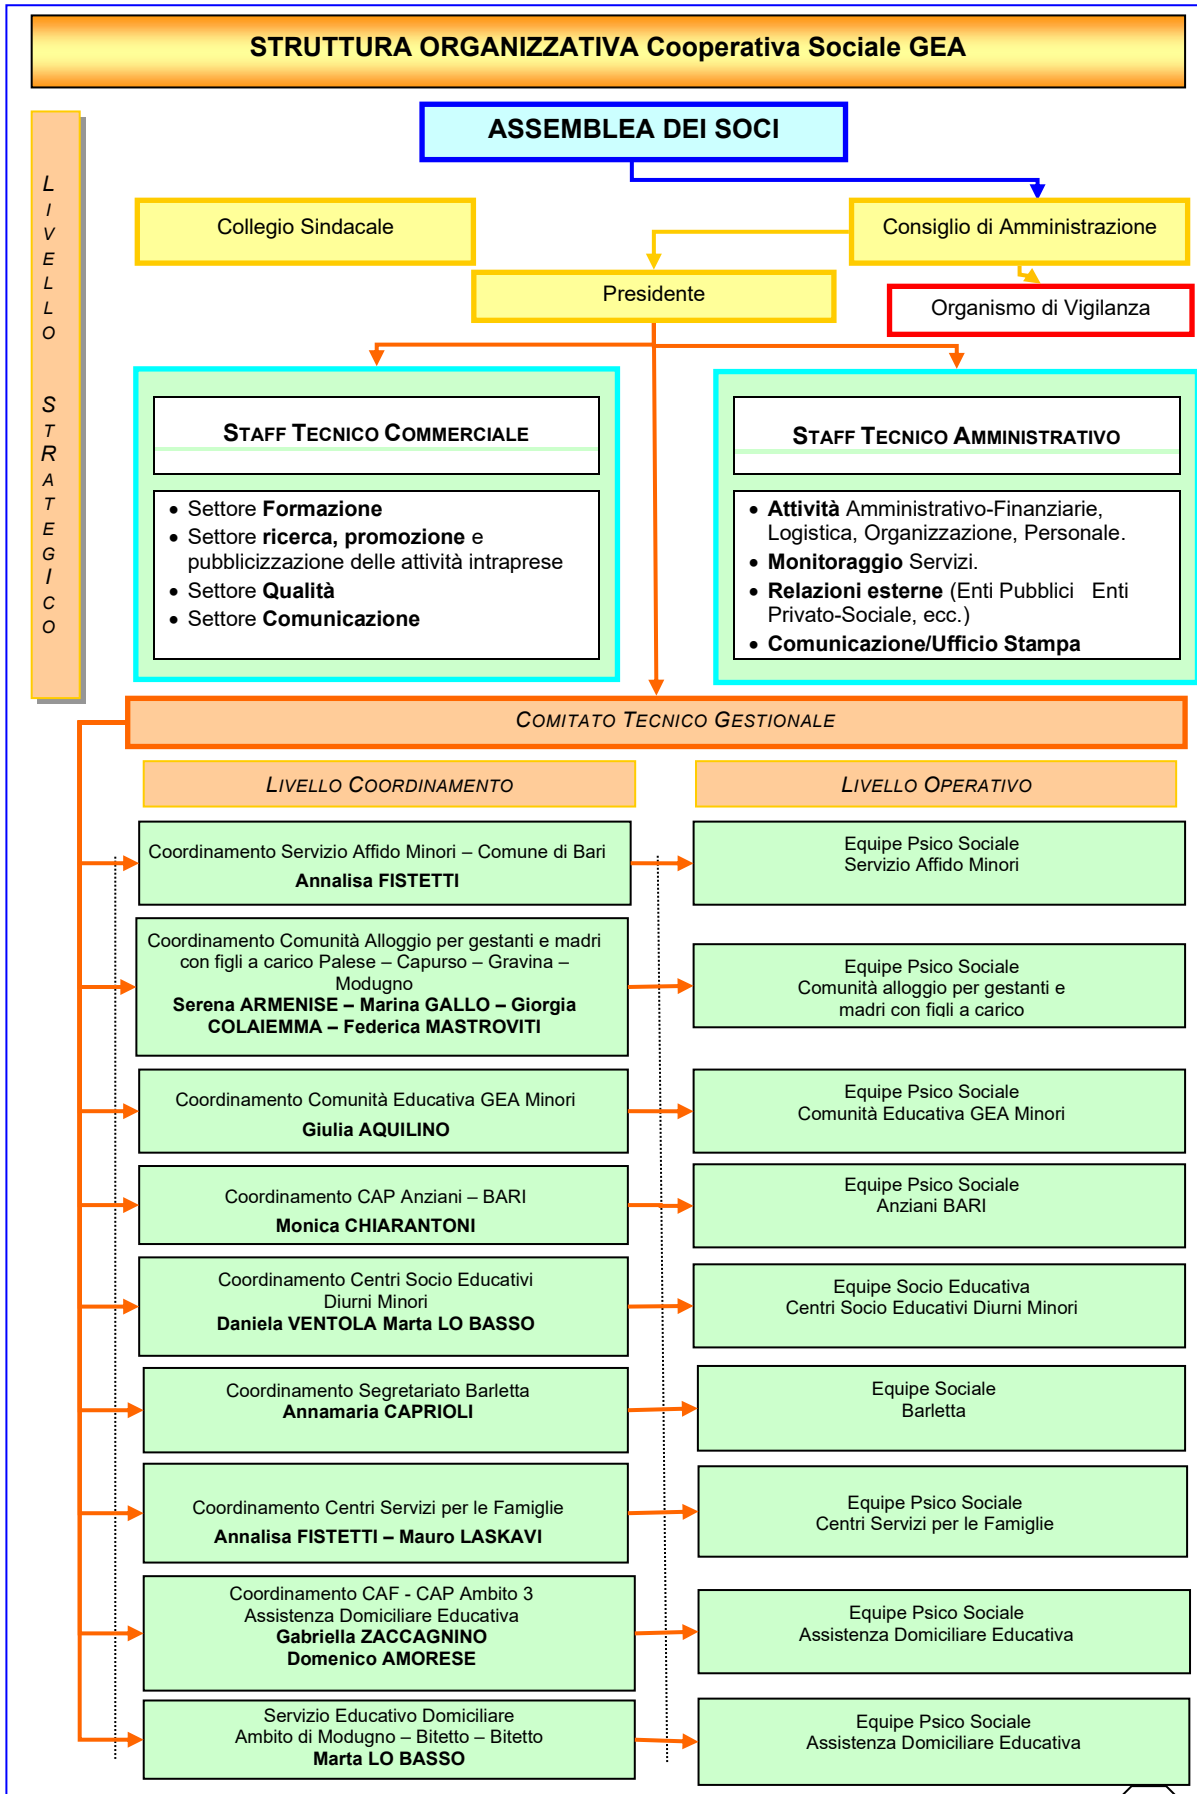 STRUTTURA ORGANIZZATIVA Cooperativa Sociale GEA
LIVELLO STRATEGICO
ASSEMBLEA DEI SOCI
Collegio Sindacale
Consiglio di Amministrazione
Presidente
Organismo di Vigilanza
STAFF TECNICO COMMERCIALE
• Settore Formazione
• Settore ricerca, promozione e
pubblicizzazione delle attività intraprese
• Settore Qualità
• Settore Comunicazione
STAFF TECNICO AMMINISTRATIVO
• Attività Amministrativo-Finanziarie,
Logistica, Organizzazione, Personale.
• Monitoraggio Servizi.
• Relazioni esterne (Enti Pubblici Enti
Privato-Sociale, ecc.)
• Comunicazione/Ufficio Stampa
COMITATO TECNICO GESTIONALE
LIVELLO COORDINAMENTO
LIVELLO OPERATIVO
Coordinamento Servizio Affido Minori – Comune di Bari
Annalisa FISTETTI
Equipe Psico Sociale
Servizio Affido Minori
Coordinamento Comunità Alloggio per gestanti e madri
con figli a carico Palese – Capurso – Gravina –
Modugno
Serena ARMENISE – Marina GALLO – Giorgia
COLAIEMMA – Federica MASTROVITI
Equipe Psico Sociale
Comunità alloggio per gestanti e
madri con figli a carico
Coordinamento Comunità Educativa GEA Minori
Giulia AQUILINO
Equipe Psico Sociale
Comunità Educativa GEA Minori
Coordinamento CAP Anziani – BARI
Monica CHIARANTONI
Equipe Psico Sociale
Anziani BARI
Coordinamento Centri Socio Educativi
Diurni Minori
Daniela VENTOLA Marta LO BASSO
Equipe Socio Educativa
Centri Socio Educativi Diurni Minori
Coordinamento Segretariato Barletta
Annamaria CAPRIOLI
Equipe Sociale
Barletta
Coordinamento Centri Servizi per le Famiglie
Annalisa FISTETTI – Mauro LASKAVI
Equipe Psico Sociale
Centri Servizi per le Famiglie
Coordinamento CAF - CAP Ambito 3
Assistenza Domiciliare Educativa
Gabriella ZACCAGNINO
Domenico AMORESE
Equipe Psico Sociale
Assistenza Domiciliare Educativa
Servizio Educativo Domiciliare
Ambito di Modugno – Bitetto – Bitetto
Marta LO BASSO
Equipe Psico Sociale
Assistenza Domiciliare Educativa